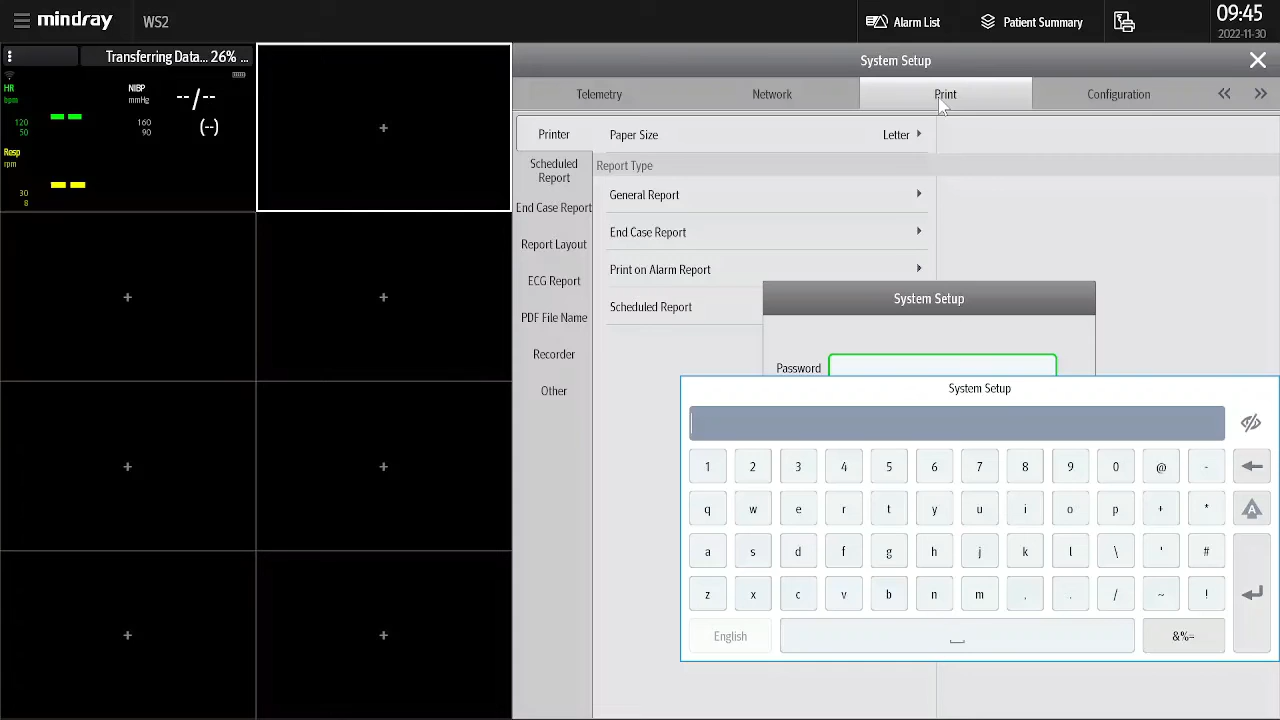 mindray WS2 Alarm List Patient Summary 09:45
2022-11-30
Transferring Data... 26% ...
HR
bpm
120
50
NIBP
mmHg
160
90
--/--
(--)
Resp
rpm
30
8
-- --
+
+
+
+
+
+
+
System Setup
Telemetry Network Print Configuration << >>
Printer
Scheduled
Report
End Case Report
Report Layout
ECG Report
PDF File Name
Recorder
Other
Paper Size Letter
Report Type
General Report
End Case Report
Print on Alarm Report
Scheduled Report
System Setup
Password
System Setup
1 2 3 4 5 6 7 8 9 0 @ -
q w e r t y u i o p + *
A
a s d f g h j k l \ ' #
z x c v b n m , . / ~ !
English &%=